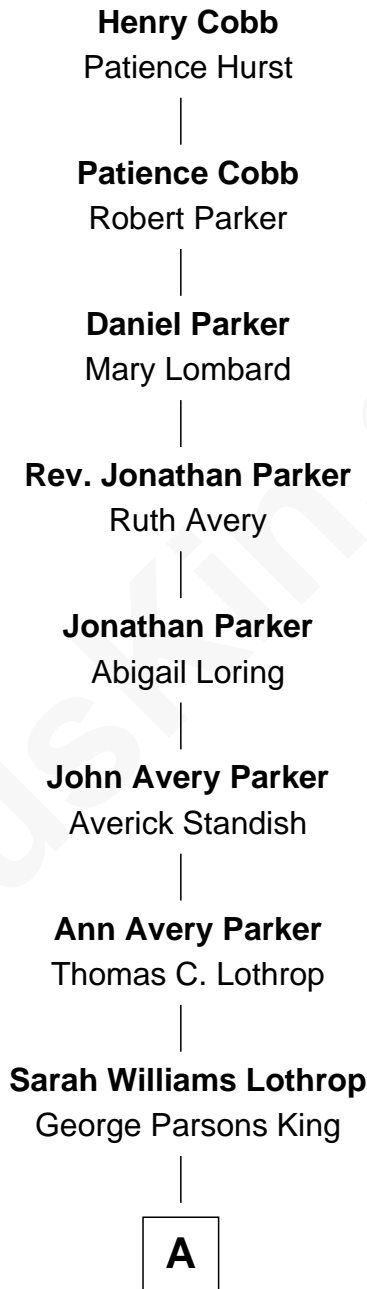 Henry Cobb
Patience Hurst
Patience Cobb
Robert Parker
Daniel Parker
Mary Lombard
Rev. Jonathan Parker
Ruth Avery
Jonathan Parker
Abigail Loring
John Avery Parker
Averick Standish
Ann Avery Parker
Thomas C. Lothrop
Sarah Williams Lothrop
George Parsons King
A